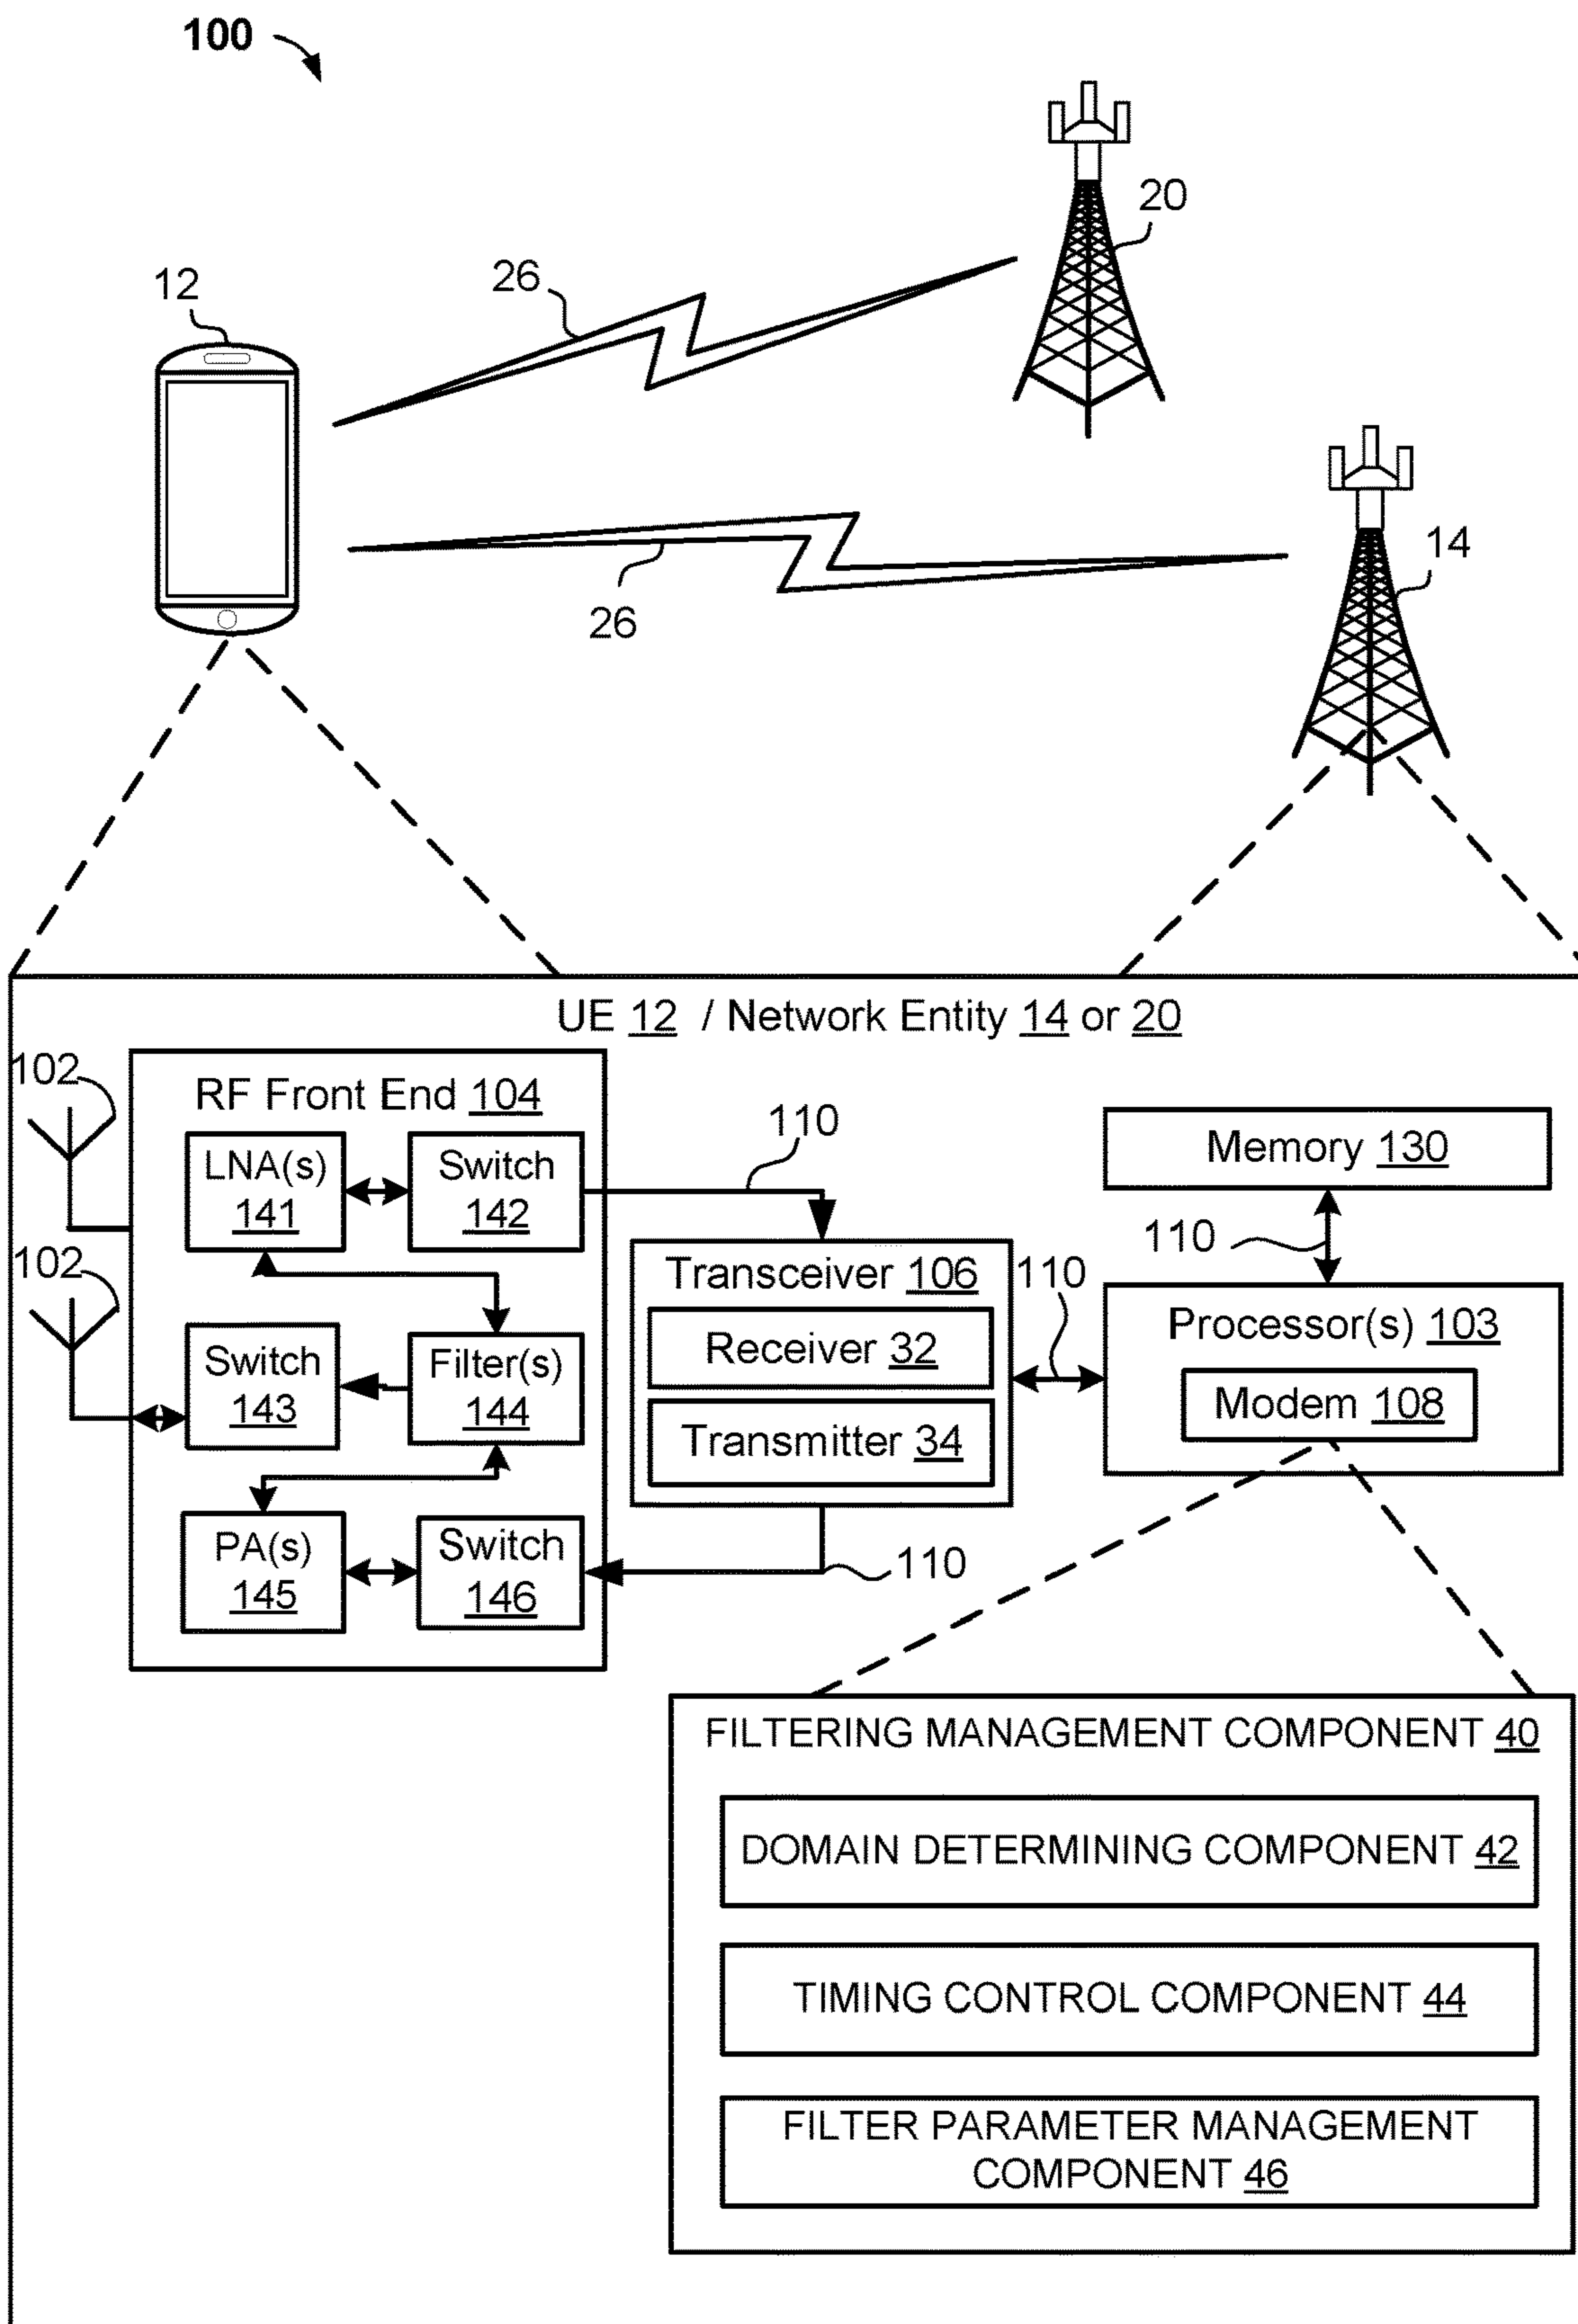 100
20
12
26
14
26
UE 12 / Network Entity 14 or 20
102
RF Front End 104
110
LNA(s)
141
Switch
142
Memory 130
110
102
Transceiver 106
110
Receiver 32
Processor(s) 103
Switch
143
Filter(s)
144
Modem 108
Transmitter 34
PA(s)
145
Switch
146
110
FILTERING MANAGEMENT COMPONENT 40
DOMAIN DETERMINING COMPONENT 42
TIMING CONTROL COMPONENT 44
FILTER PARAMETER MANAGEMENT
COMPONENT 46